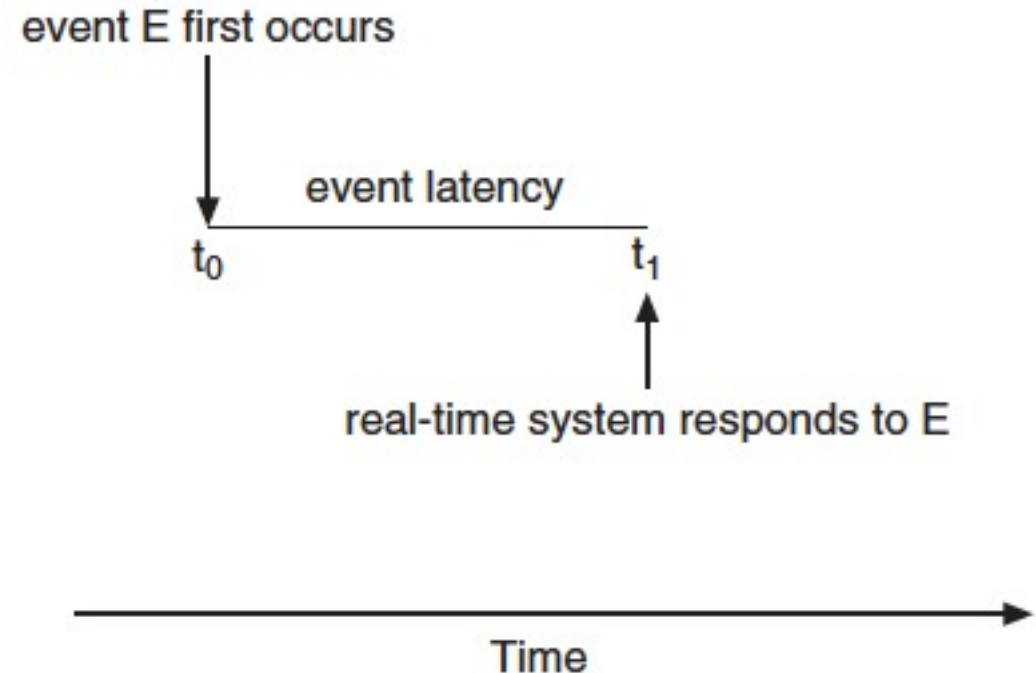 event E first occurs
event latency
t₀
t₁
real-time system responds to E
Time